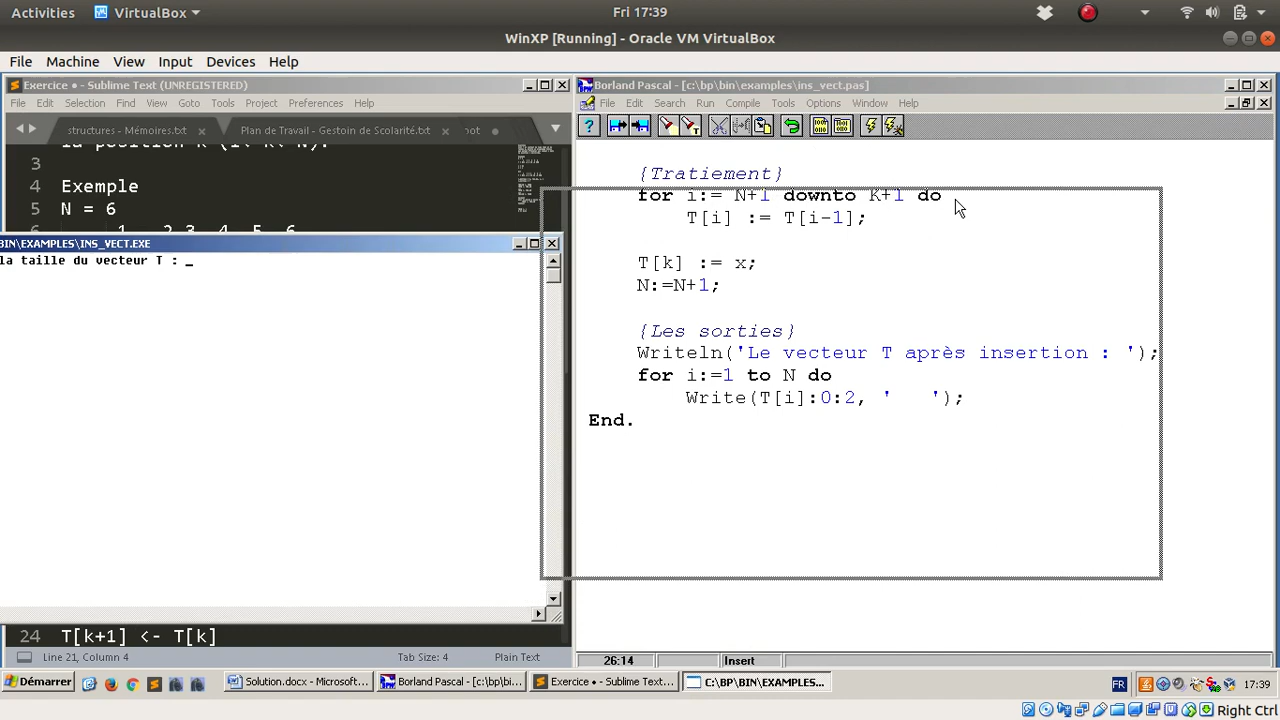 Activities VirtualBox Fri 17:39
WinXP [Running] - Oracle VM VirtualBox
File Machine View Input Devices Help
Exercice • - Sublime Text (UNREGISTERED)
File Edit Selection Find View Goto Tools Project Preferences Help
structures - Mémoires.txt × Plan de Travail - Gestoin de Scolarité.txt × not
3
4 Exemple
5 N = 6
BIN\EXAMPLES\INS_VECT.EXE
la taille du vecteur T : _
24 T[k+1] <- T[k]
Line 21, Column 4 Tab Size: 4 Plain Text
Borland Pascal - [c:\bp\bin\examples\ins_vect.pas]
File Edit Search Run Compile Tools Options Window Help
{Tratiement}
for i:= N+1 downto K+1 do
T[i] := T[i-1];
T[k] := x;
N:=N+1;
{Les sorties}
Writeln('Le vecteur T après insertion : ');
for i:=1 to N do
Write(T[i]:0:2, '   ');
End.
26:14 Insert
Démarrer Solution.docx - Microsoft... Borland Pascal - [c:\bp\bi... Exercice • - Sublime Text... C:\BP\BIN\EXAMPLES... FR 17:39
Right Ctrl